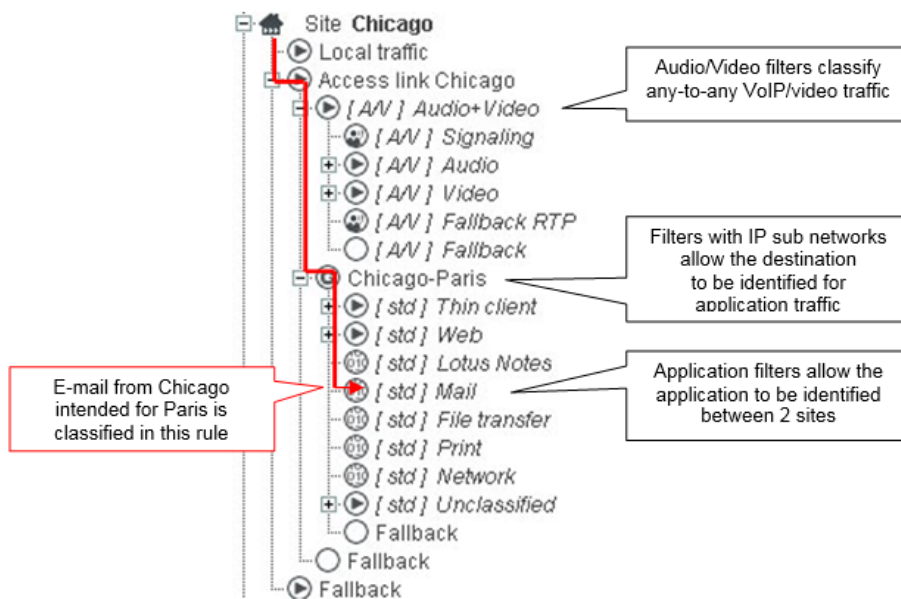 Site Chicago
Local traffic
Access link Chicago
[ A/V ] Audio+Video
[ A/V ] Signaling
[ A/V ] Audio
[ A/V ] Video
[ A/V ] Fallback RTP
[ A/V ] Fallback
Chicago-Paris
[ std ] Thin client
[ std ] Web
[ std ] Lotus Notes
[ std ] Mail
[ std ] File transfer
[ std ] Print
[ std ] Network
[ std ] Unclassified
Fallback
Fallback
Fallback
Audio/Video filters classify
any-to-any VoIP/video traffic
Filters with IP sub networks
allow the destination
to be identified for
application traffic
Application filters allow the
application to be identified
between 2 sites
E-mail from Chicago
intended for Paris is
classified in this rule